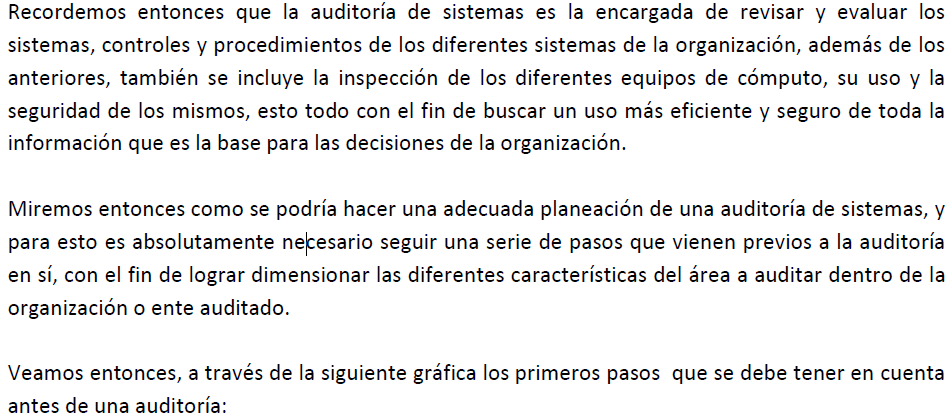 Recordemos entonces que la auditoría de sistemas es la encargada de revisar y evaluar los
sistemas, controles y procedimientos de los diferentes sistemas de la organización, además de los
anteriores, también se incluye la inspección de los diferentes equipos de cómputo, su uso y la
seguridad de los mismos, esto todo con el fin de buscar un uso más eficiente y seguro de toda la
información que es la base para las decisiones de la organización.
Miremos entonces como se podría hacer una adecuada planeación de una auditoría de sistemas, y
para esto es absolutamente necesario seguir una serie de pasos que vienen previos a la auditoría
en sí, con el fin de lograr dimensionar las diferentes características del área a auditar dentro de la
organización o ente auditado.
Veamos entonces, a través de la siguiente gráfica los primeros pasos  que se debe tener en cuenta
antes de una auditoría: